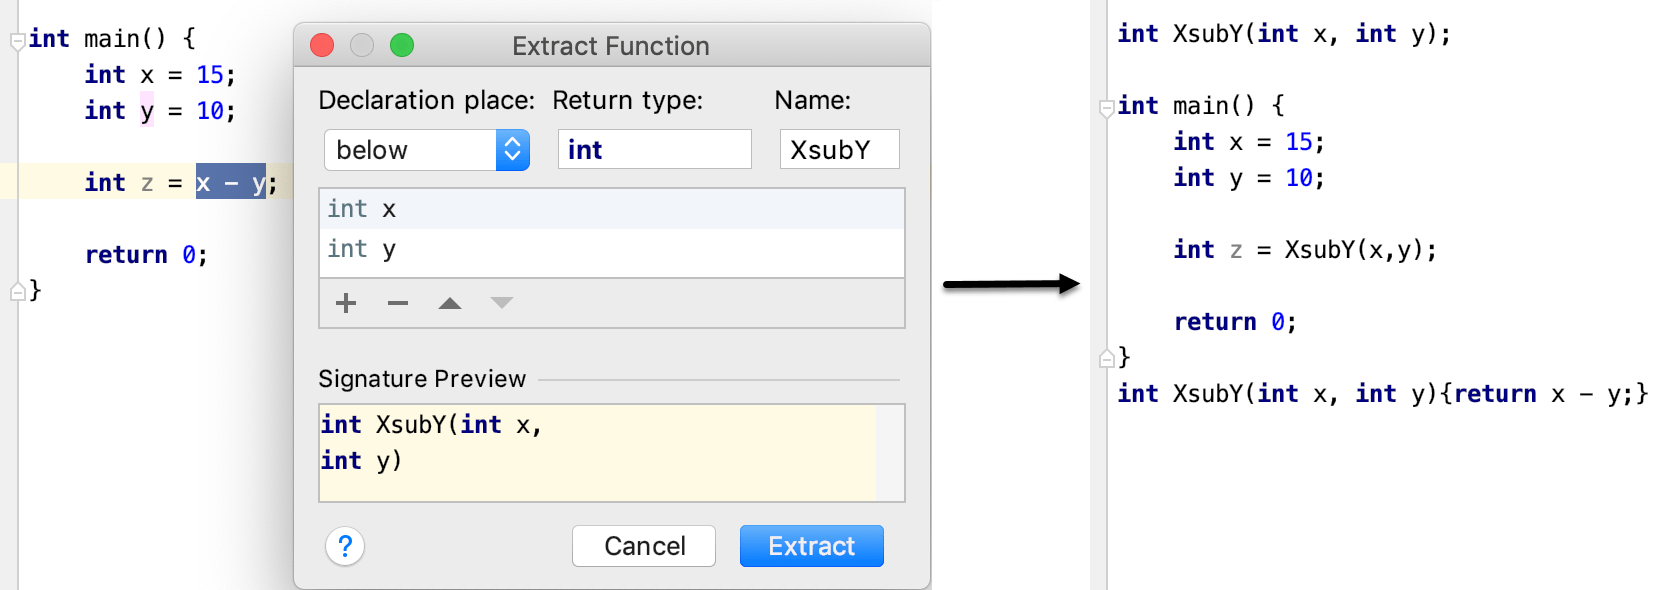 int main() {
    int x = 15;
    int y = 10;
    int z = x - y;
    return 0;
}
Extract Function
Declaration place: Return type: Name:
below int XsubY
int x
int y
Signature Preview
int XsubY(int x,
int y)
? Cancel Extract
int XsubY(int x, int y);
int main() {
    int x = 15;
    int y = 10;
    int z = XsubY(x,y);
    return 0;
}
int XsubY(int x, int y){return x - y;}